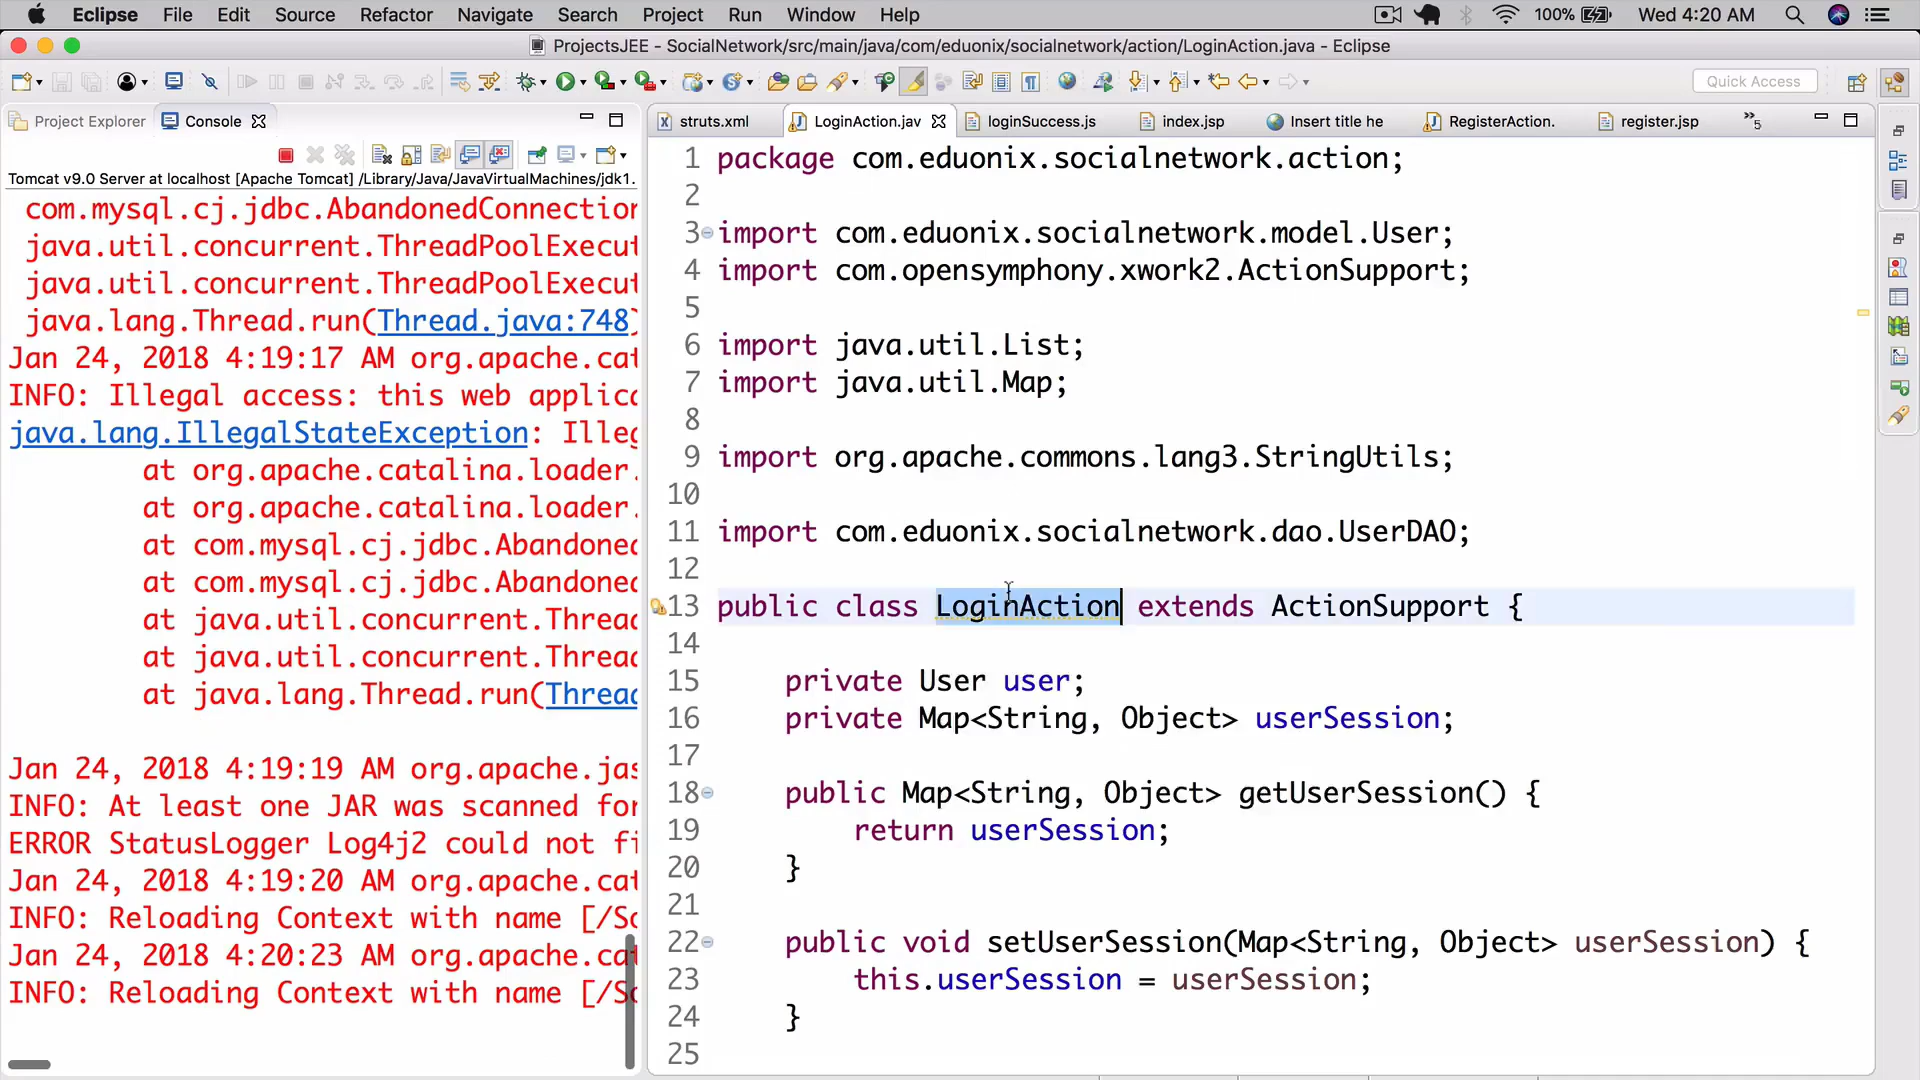 Eclipse File Edit Source Refactor Navigate Search Project Run Window Help 100% Wed 4:20 AM
ProjectsJEE - SocialNetwork/src/main/java/com/eduonix/socialnetwork/action/LoginAction.java - Eclipse
Quick Access
Project Explorer Console
struts.xml LoginAction.jav loginSuccess.js index.jsp Insert title he RegisterAction. register.jsp »5
Tomcat v9.0 Server at localhost [Apache Tomcat] /Library/Java/JavaVirtualMachines/jdk1.
com.mysql.cj.jdbc.AbandonedConnection
java.util.concurrent.ThreadPoolExecut
java.util.concurrent.ThreadPoolExecut
java.lang.Thread.run(Thread.java:748)
Jan 24, 2018 4:19:17 AM org.apache.cat
INFO: Illegal access: this web applica
java.lang.IllegalStateException: Illeg
at org.apache.catalina.loader.
at org.apache.catalina.loader.
at com.mysql.cj.jdbc.Abandoned
at com.mysql.cj.jdbc.Abandoned
at java.util.concurrent.Threa
at java.util.concurrent.Threa
at java.lang.Thread.run(Threa
Jan 24, 2018 4:19:19 AM org.apache.jas
INFO: At least one JAR was scanned for
ERROR StatusLogger Log4j2 could not fi
Jan 24, 2018 4:19:20 AM org.apache.cat
INFO: Reloading Context with name [/So
Jan 24, 2018 4:20:23 AM org.apache.cat
INFO: Reloading Context with name [/So
1 package com.eduonix.socialnetwork.action;
2
3 import com.eduonix.socialnetwork.model.User;
4 import com.opensymphony.xwork2.ActionSupport;
5
6 import java.util.List;
7 import java.util.Map;
8
9 import org.apache.commons.lang3.StringUtils;
10
11 import com.eduonix.socialnetwork.dao.UserDAO;
12
13 public class LoginAction extends ActionSupport {
14
15 private User user;
16 private Map<String, Object> userSession;
17
18 public Map<String, Object> getUserSession() {
19 return userSession;
20 }
21
22 public void setUserSession(Map<String, Object> userSession) {
23 this.userSession = userSession;
24 }
25